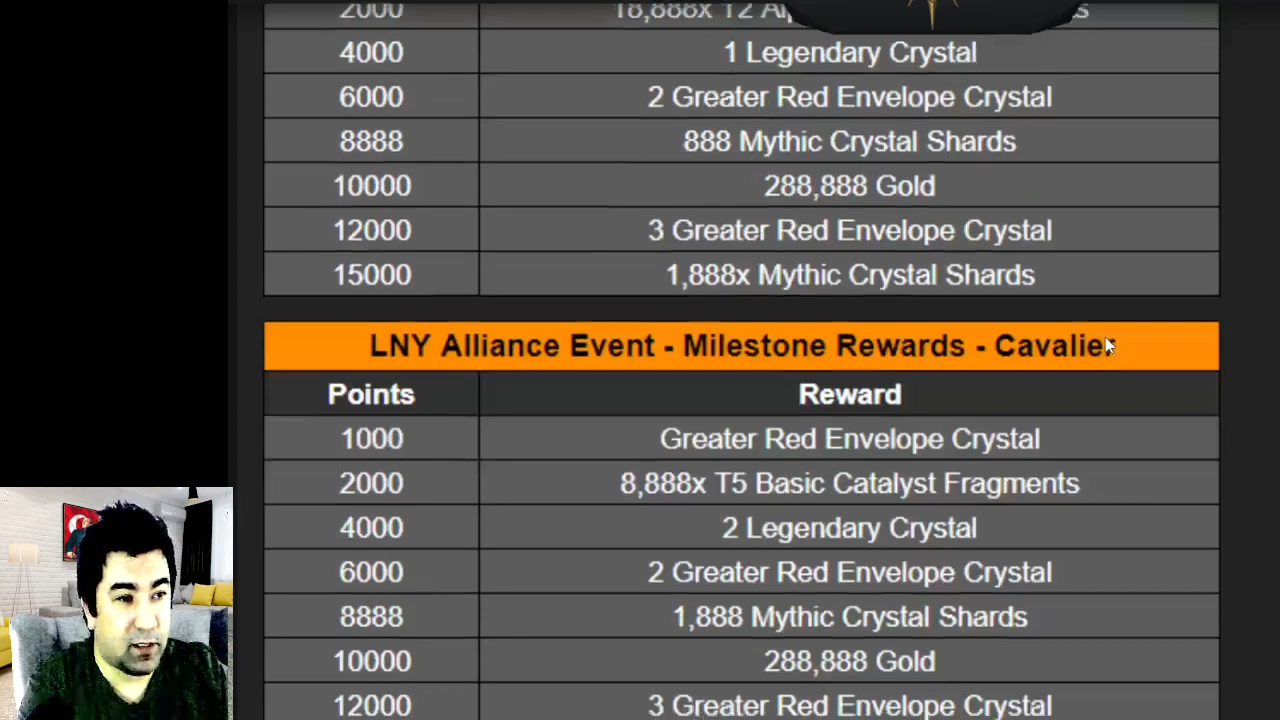 2000 18,888x T2
4000 1 Legendary Crystal
6000 2 Greater Red Envelope Crystal
8888 888 Mythic Crystal Shards
10000 288,888 Gold
12000 3 Greater Red Envelope Crystal
15000 1,888x Mythic Crystal Shards
LNY Alliance Event - Milestone Rewards - Cavalier
Points Reward
1000 Greater Red Envelope Crystal
2000 8,888x T5 Basic Catalyst Fragments
4000 2 Legendary Crystal
6000 2 Greater Red Envelope Crystal
8888 1,888 Mythic Crystal Shards
10000 288,888 Gold
12000 3 Greater Red Envelope Crystal